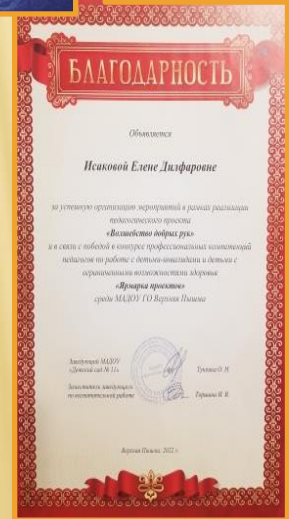 БЛАГОДАРНОСТЬ
Объявляется
Исаковой Елене Дилфаровне
за успешную организацию мероприятий в рамках реализации
педагогического проекта
«Волшебство добрых рук»
и в связи с победой в конкурсе профессиональных компетенций
педагогов по работе с детьми-инвалидами и детьми с
ограниченными возможностями здоровья
«Ярмарка проектов»
среди МАДОУ ГО Верхняя Пышма
Заведующий МАДОУ
«Детский сад № 11»
О. Н.
Заместитель заведующего
по воспитательной работе
И. В.
Верхняя Пышма, 2022 г.